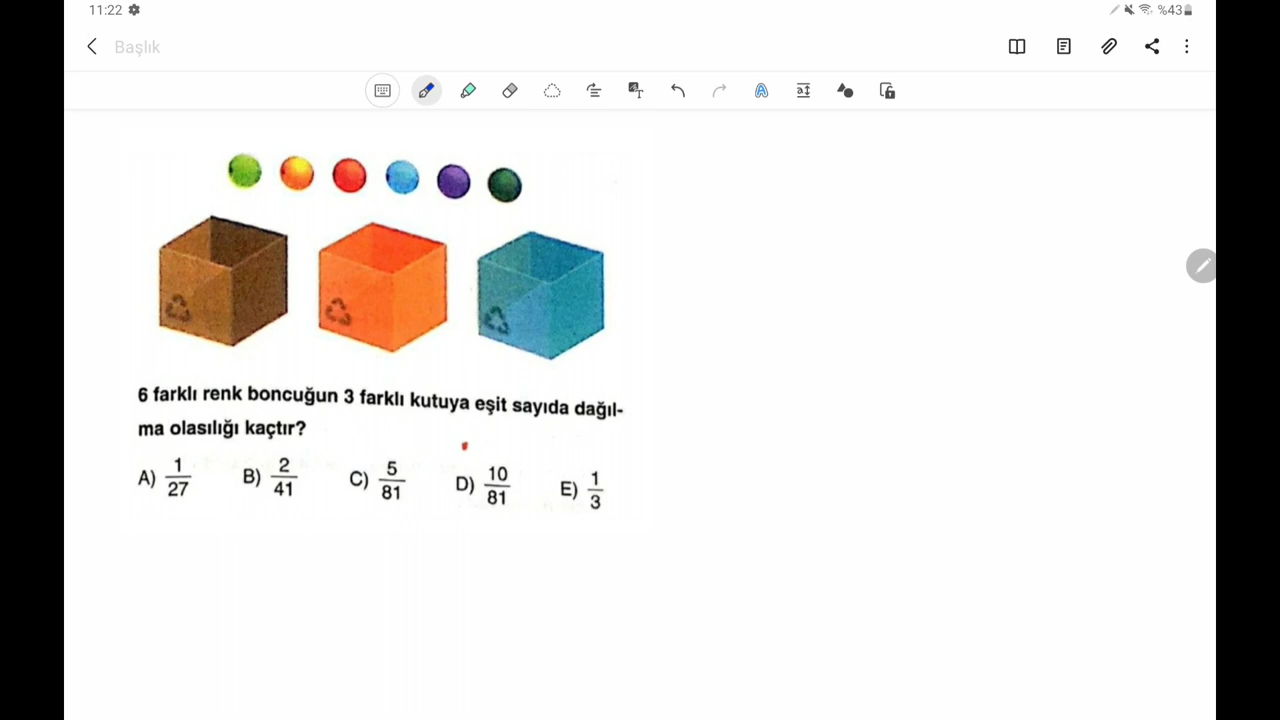 11:22
%43
Başlık
6 farklı renk boncuğun 3 farklı kutuya eşit sayıda dağıl-
ma olasılığı kaçtır?
A) 1/27 B) 2/41 C) 5/81 D) 10/81 E) 1/3